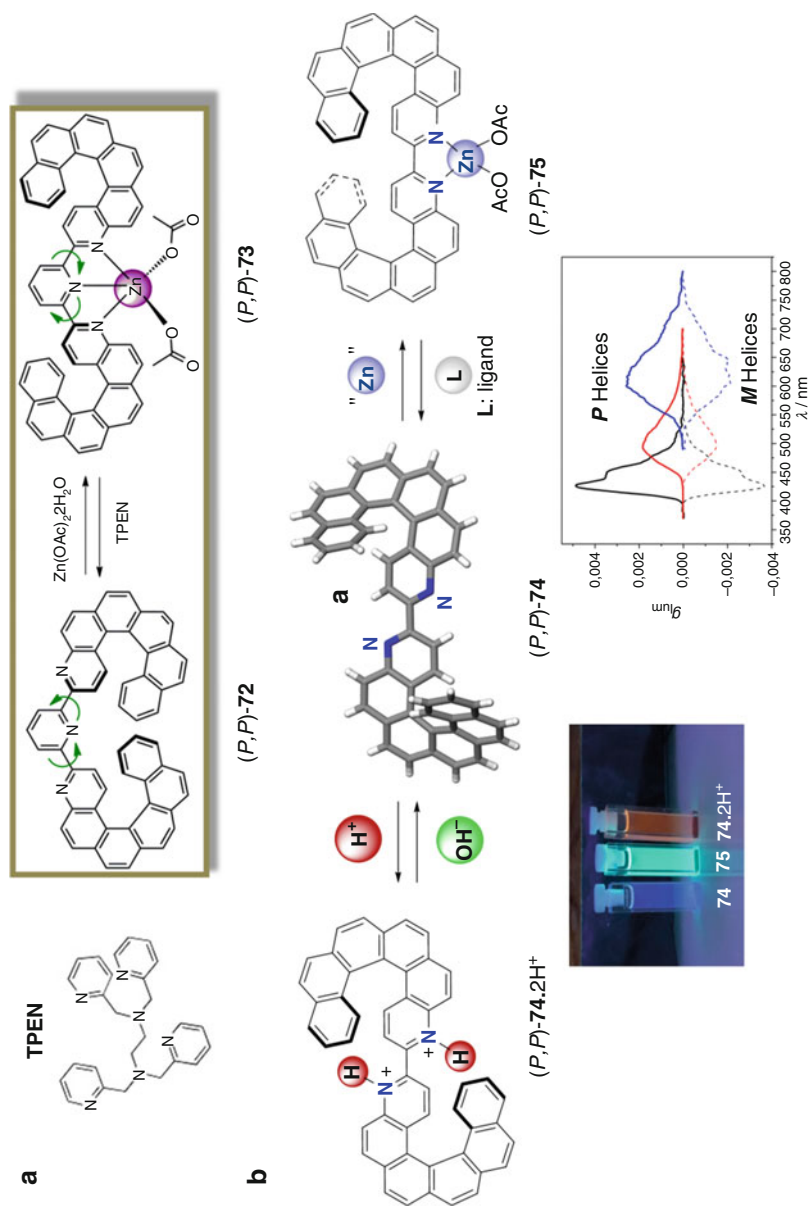 a
TPEN
N
N
N
N
N
N
N
N
N
(P,P)-72
Zn(OAc)₂2H₂O
TPEN
N
N
N
Zn
O
O
O
O
(P,P)-73
b
H
N
+
N
+
H
(P,P)-74.2H⁺
H⁺
OH⁻
N
N
a
(P,P)-74
" Zn "
L
L: ligand
N
N
Zn
AcO
OAc
(P,P)-75
74 75 74.2H⁺
0,004
0,002
0,000
−0,002
−0,004
glum
P Helices
M Helices
350 400 450 500 550 600 650 700 750 800
λ / nm